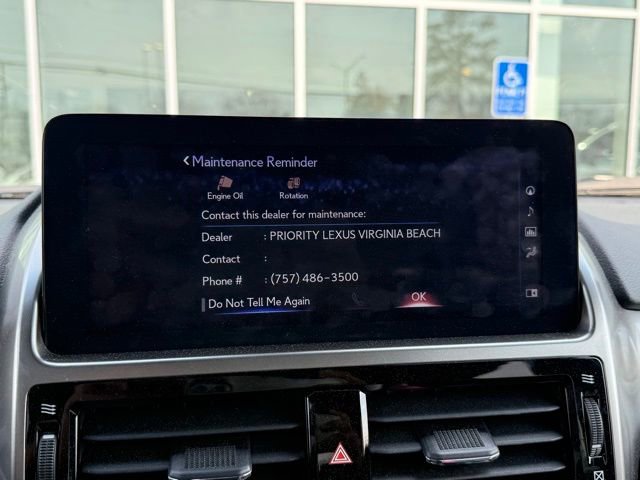 Maintenance Reminder
Engine Oil Rotation
Contact this dealer for maintenance:
Dealer : PRIORITY LEXUS VIRGINIA BEACH
Contact :
Phone # : (757) 486-3500
Do Not Tell Me Again OK